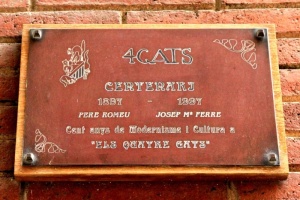 4CATS
CENTENARI
1897 - 1997
PERE ROMEU JOSEP Mª FERRE
Cent anys de Modernisme i Cultura a
"ELS QUATRE GATS"